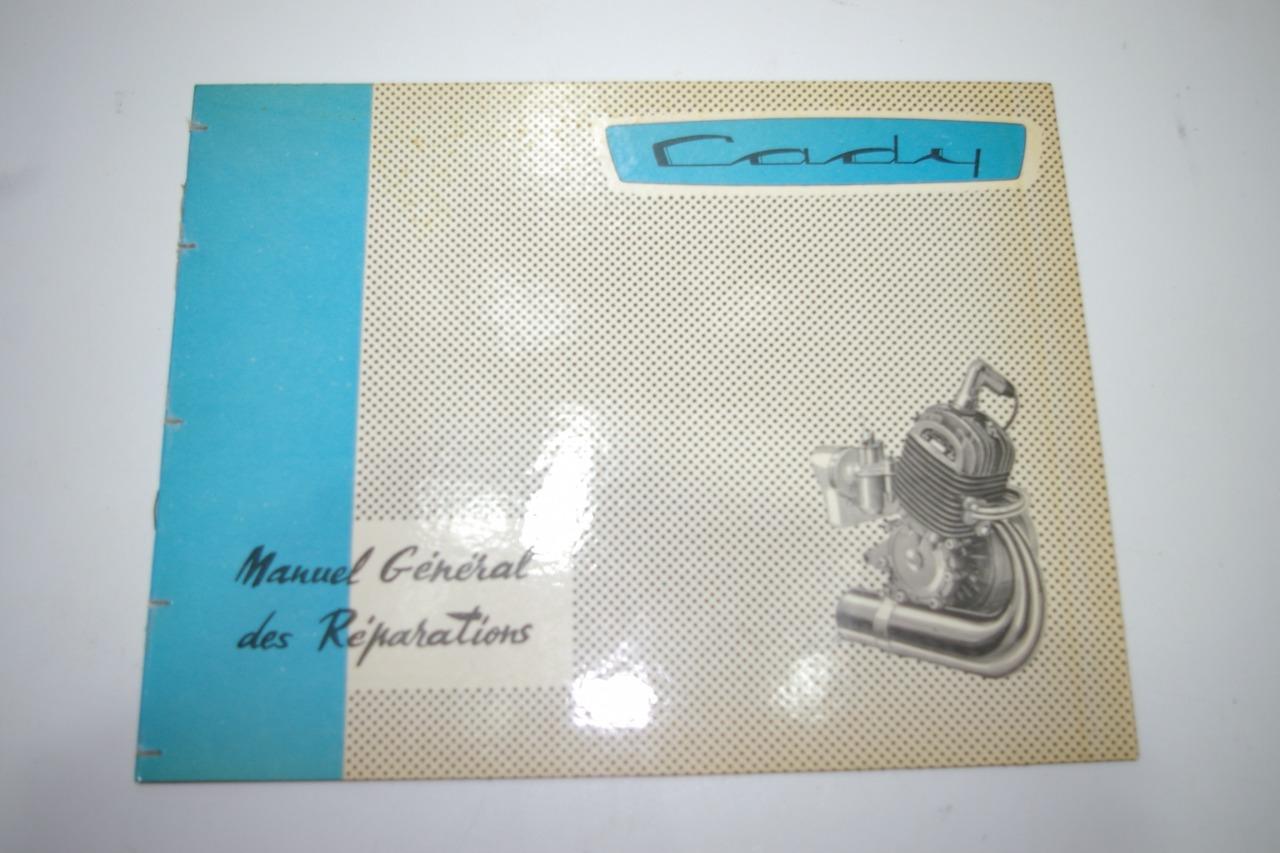 Cady
Manuel Général
des Réparations